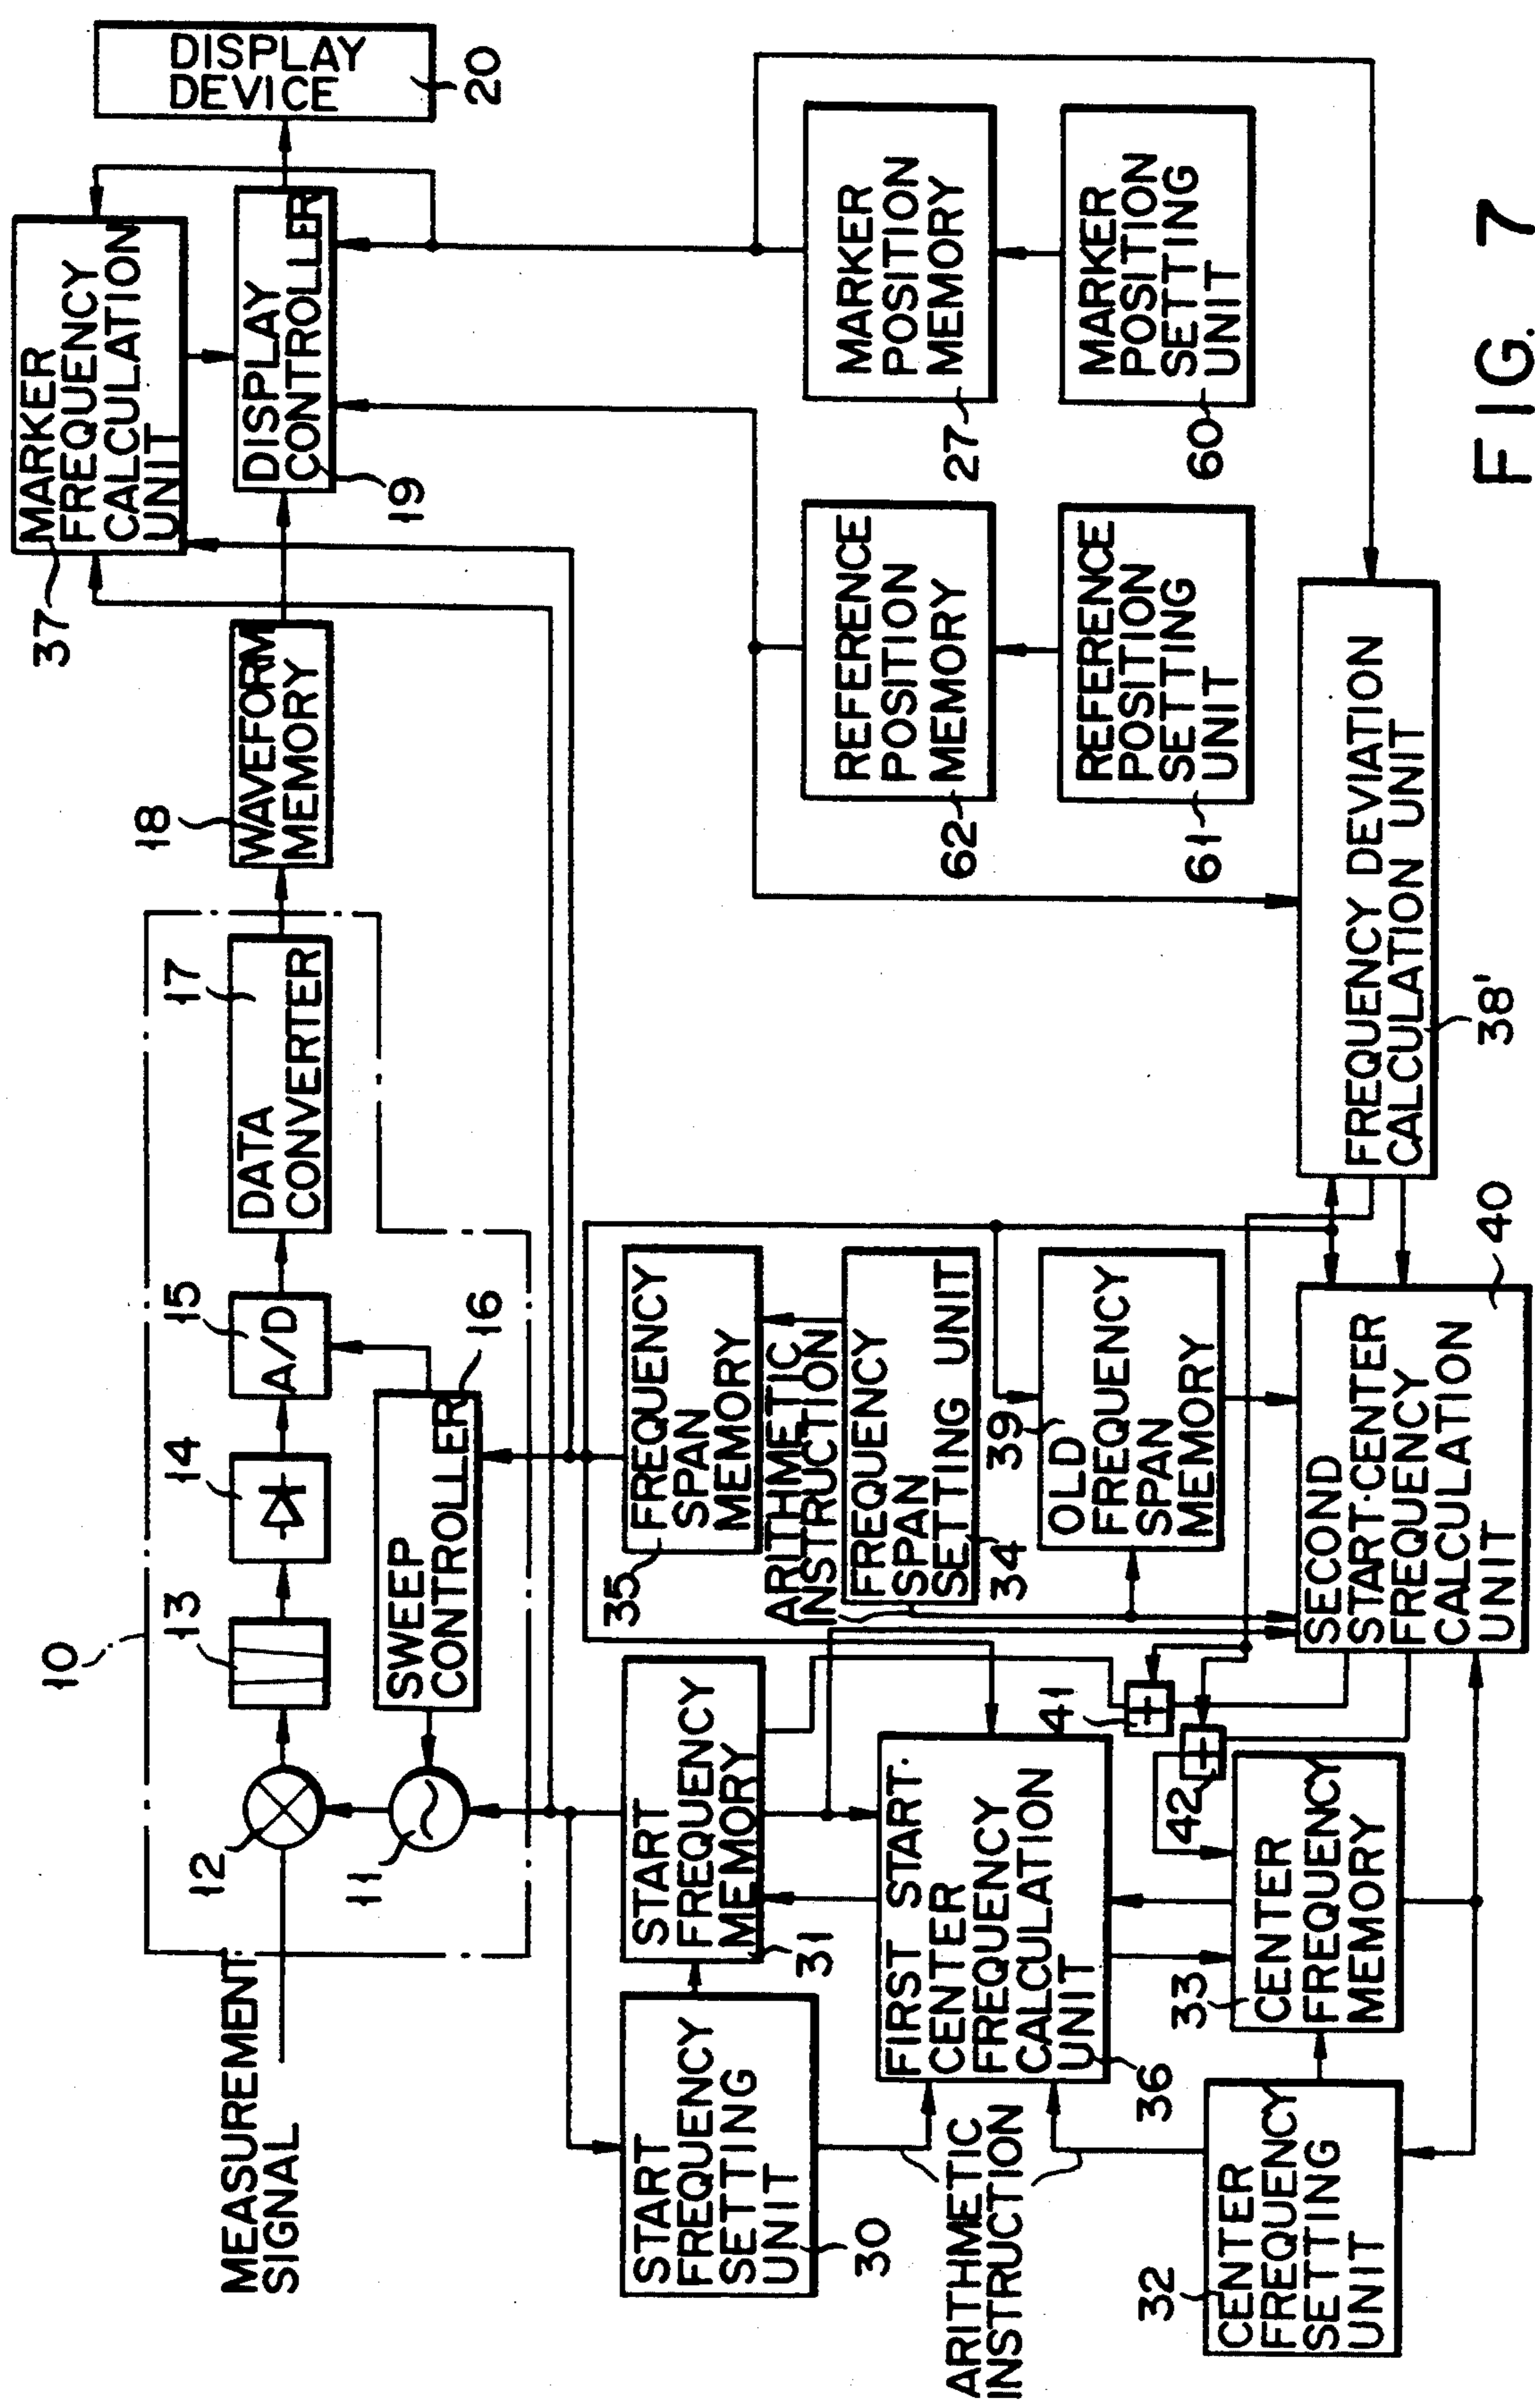 MEASUREMENT
SIGNAL
10
12
11
13
14
15
A/D
16
SWEEP
CONTROLLER
17
DATA
CONVERTER
18
WAVEFORM
MEMORY
37
MARKER
FREQUENCY
CALCULATION
UNIT
DISPLAY
CONTROLLER
19
DISPLAY
DEVICE
20
START
FREQUENCY
SETTING
UNIT
30
START
FREQUENCY
MEMORY
31
35
FREQUENCY
SPAN
MEMORY
ARITHMETIC
INSTRUCTION
FREQUENCY
SPAN
SETTING UNIT
34
39
OLD
FREQUENCY
SPAN
MEMORY
FIRST START·
CENTER
FREQUENCY
CALCULATION
UNIT
36
ARITHMETIC
INSTRUCTION
32
CENTER
FREQUENCY
SETTING
UNIT
33
CENTER
FREQUENCY
MEMORY
41
+
42
+
SECOND
START·CENTER
FREQUENCY
CALCULATION
UNIT
40
FREQUENCY DEVIATION
CALCULATION UNIT
38'
REFERENCE
POSITION
MEMORY
62
REFERENCE
POSITION
SETTING
UNIT
61
MARKER
POSITION
MEMORY
27
MARKER
POSITION
SETTING
UNIT
60
FIG. 7